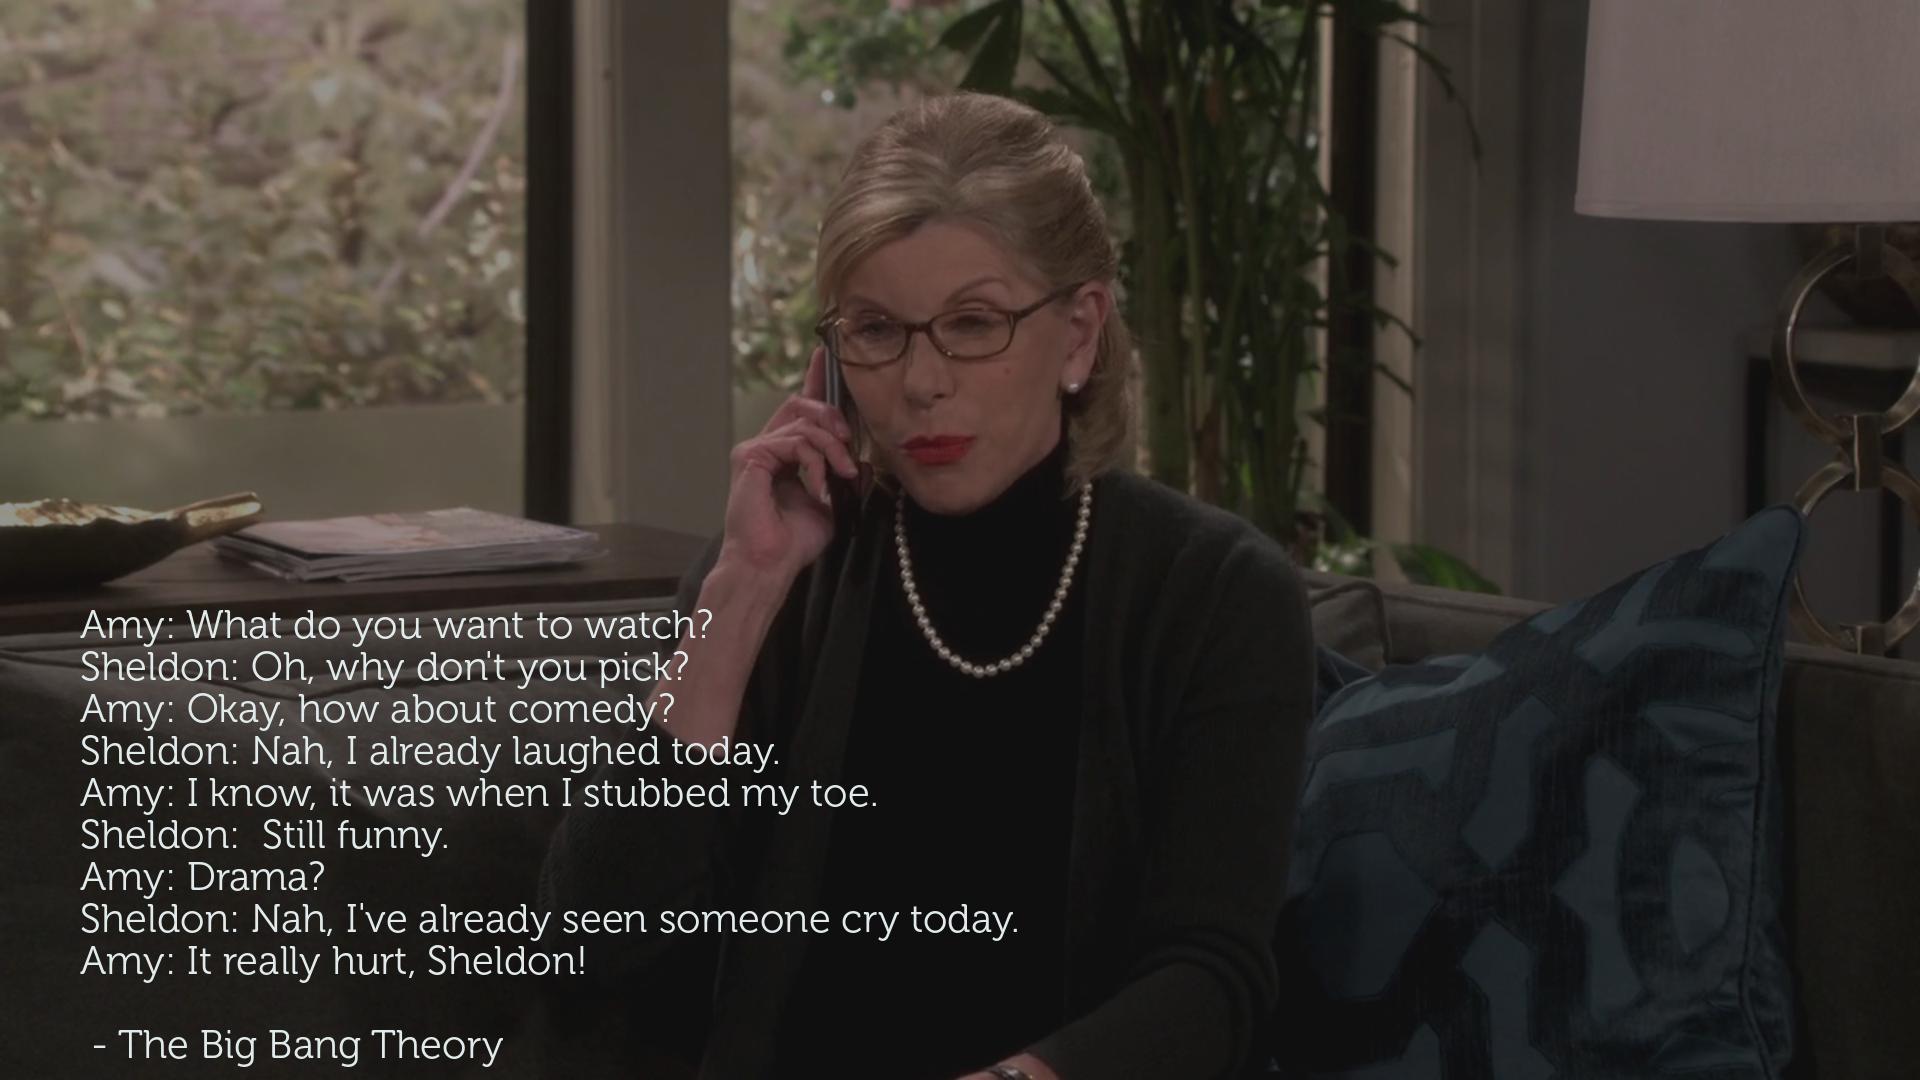 Amy: What do you want to watch?
Sheldon: Oh, why don't you pick?
Amy: Okay, how about comedy?
Sheldon: Nah, I already laughed today.
Amy: I know, it was when I stubbed my toe.
Sheldon:  Still funny.
Amy: Drama?
Sheldon: Nah, I've already seen someone cry today.
Amy: It really hurt, Sheldon!
- The Big Bang Theory